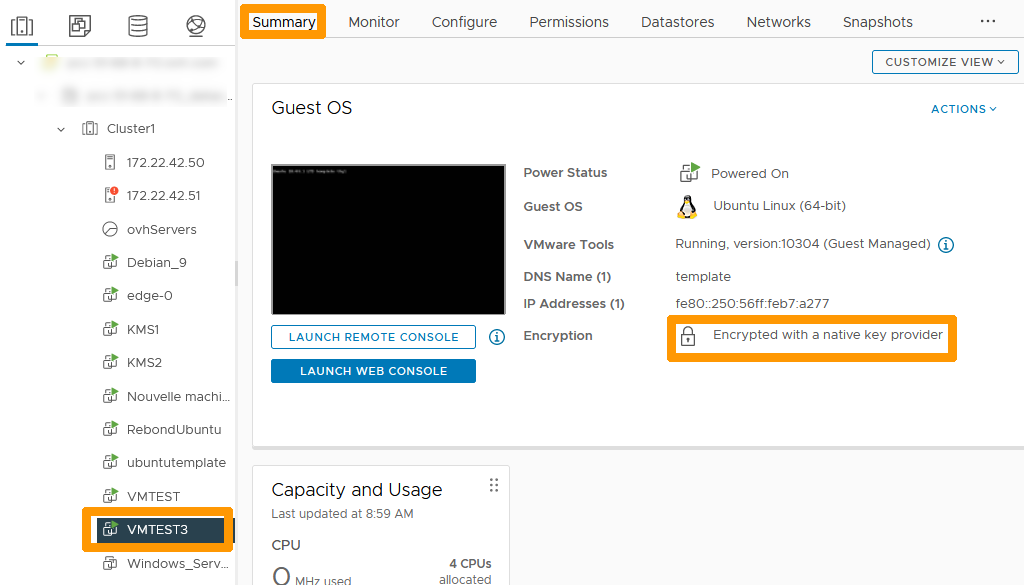 Summary Monitor Configure Permissions Datastores Networks Snapshots ...
CUSTOMIZE VIEW
Cluster1
172.22.42.50
172.22.42.51
ovhServers
Debian_9
edge-0
KMS1
KMS2
Nouvelle machi...
RebondUbuntu
ubuntutemplate
VMTEST
VMTEST3
Windows_Serv...
Guest OS
ACTIONS
Power Status Powered On
Guest OS Ubuntu Linux (64-bit)
VMware Tools Running, version:10304 (Guest Managed)
DNS Name (1) template
IP Addresses (1) fe80::250:56ff:feb7:a277
Encryption Encrypted with a native key provider
LAUNCH REMOTE CONSOLE
LAUNCH WEB CONSOLE
Capacity and Usage
Last updated at 8:59 AM
CPU
0 MHz used
4 CPUs
allocated